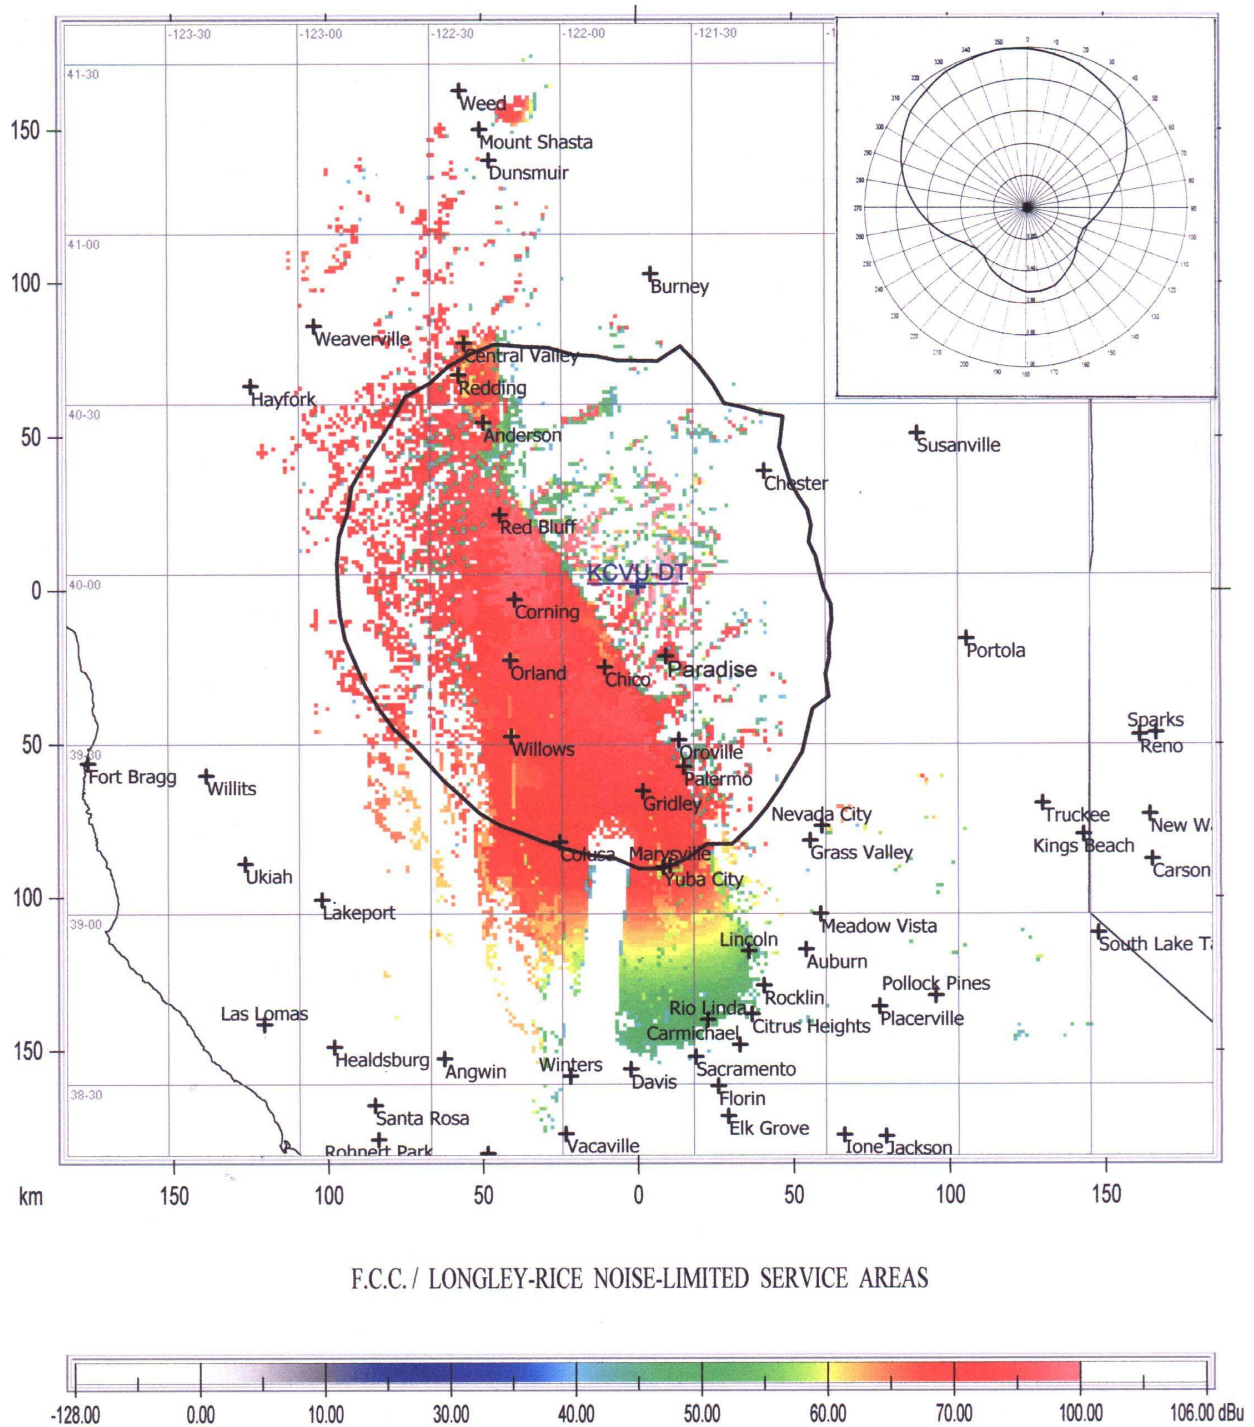 -123-30
-123-00
-122-30
-122-00
-121-30
41-30
Weed
150
Mount Shasta
Dunsmuir
41-00
100
Burney
Weaverville
Central Valley
Redding
Hayfork
40-30
50
Anderson
Susanville
Chester
Red Bluff
KCVU-DT
40-00
0
Corning
Portola
Orland
Chico
Paradise
Sparks
50
Willows
Oroville
Reno
39-30
Fort Bragg
Willits
Palermo
Gridley
Nevada City
Truckee
New W
Kings Beach
Colusa
Marysville
Grass Valley
Carson
Ukiah
Yuba City
100
Lakeport
39-00
Meadow Vista
Lincoln
South Lake T
Auburn
Pollock Pines
Rocklin
Las Lomas
Rio Linda
Citrus Heights
Placerville
Carmichael
150
Healdsburg
Angwin
Winters
Davis
Sacramento
38-30
Florin
Santa Rosa
Elk Grove
Rohnert Park
Vacaville
Ione
Jackson
km
150
100
50
0
50
100
150
F.C.C. / LONGLEY-RICE NOISE-LIMITED SERVICE AREAS
-128.00
0.00
10.00
30.00
40.00
50.00
60.00
70.00
100.00
106.00 dBu